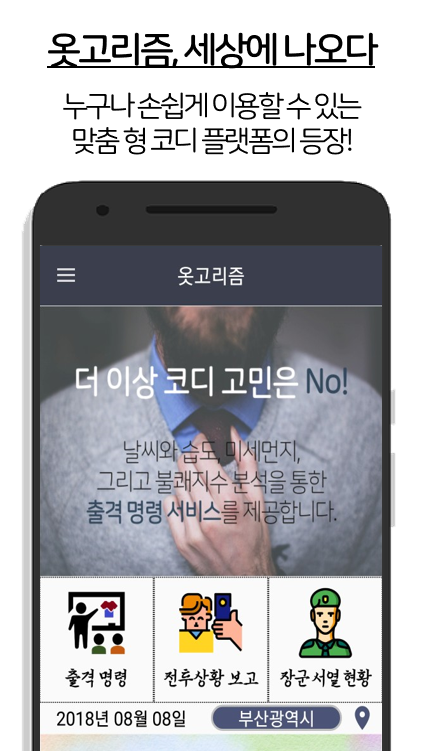 옷고리즘, 세상에 나오다
누구나 손쉽게 이용할 수 있는
맞춤 형 코디 플랫폼의 등장!
옷고리즘
더 이상 코디 고민은 No!
날씨와 습도, 미세먼지,
그리고 불쾌지수 분석을 통한
출격 명령 서비스를 제공합니다.
출격 명령
전투상황 보고
장군 서열 현황
2018년 08월 08일
부산광역시